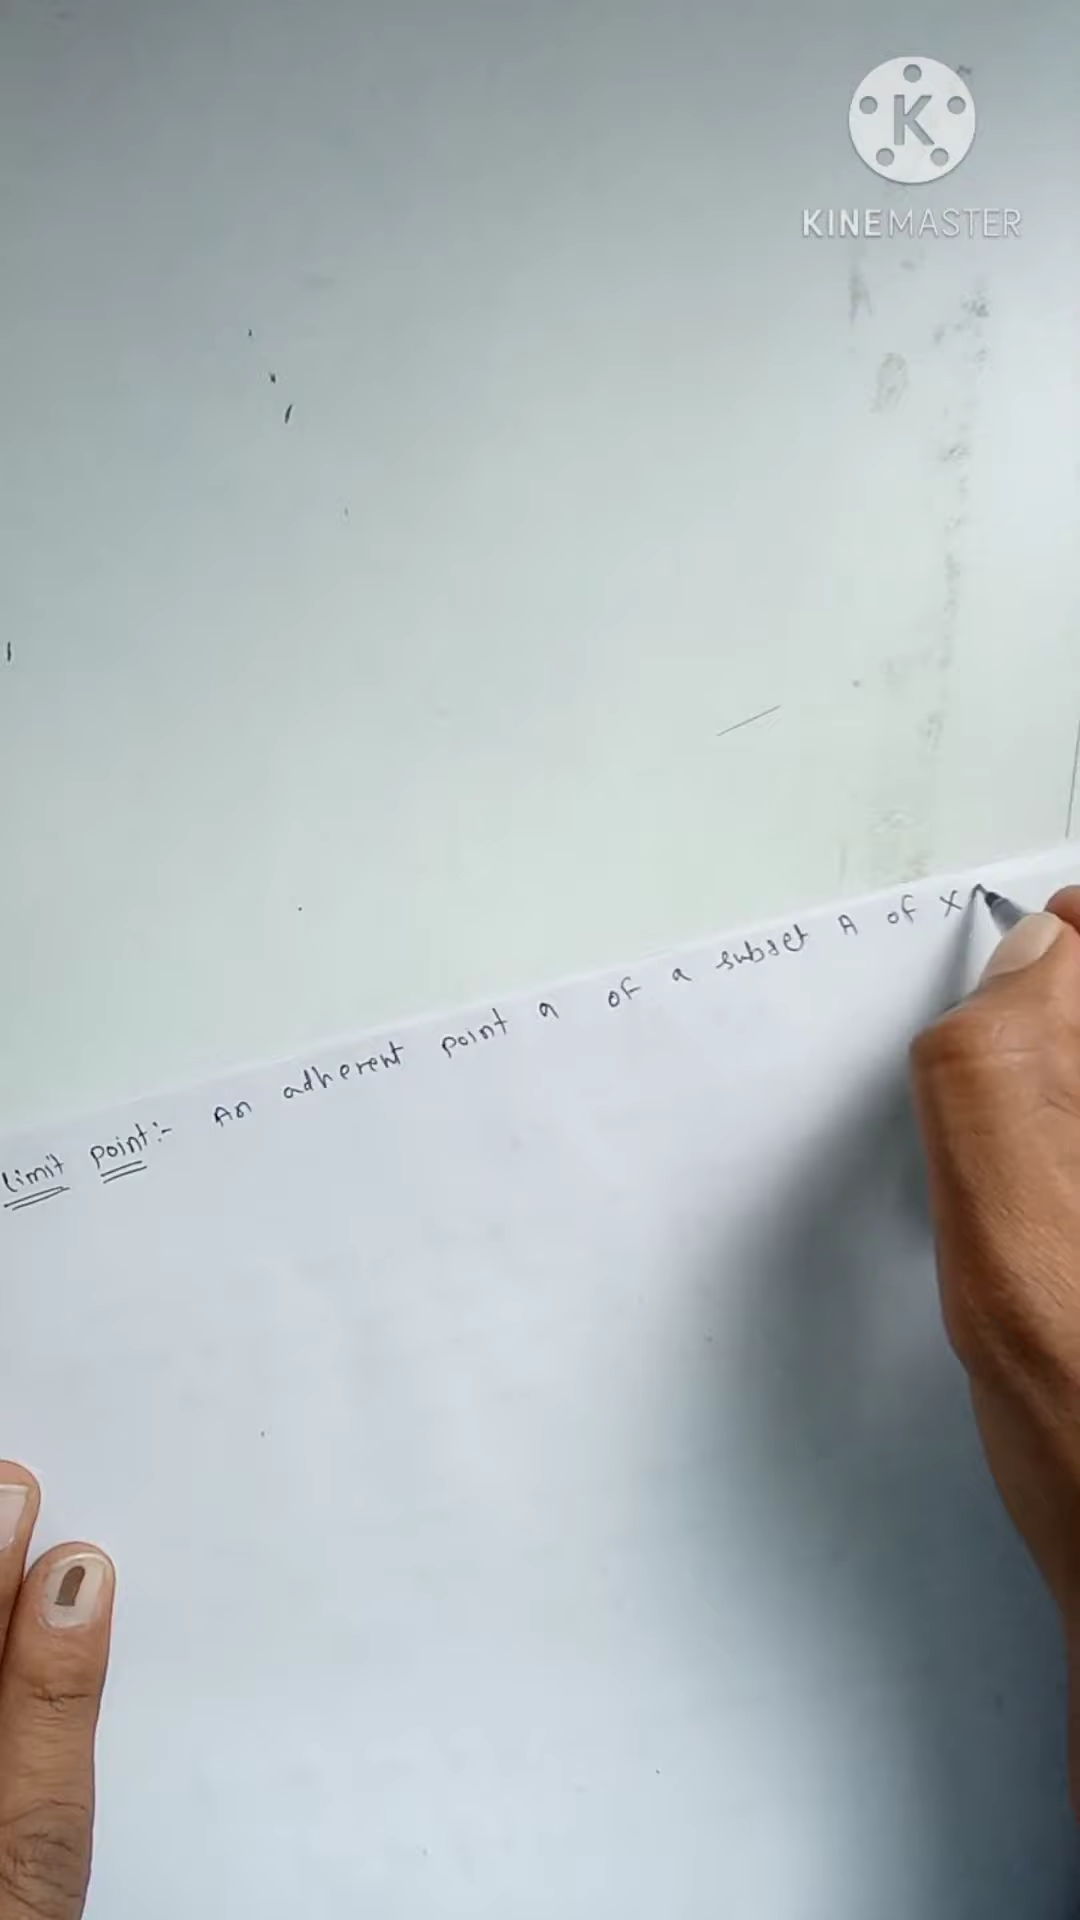 KINEMASTER
limit point:- An adherent point a of a subset A of X